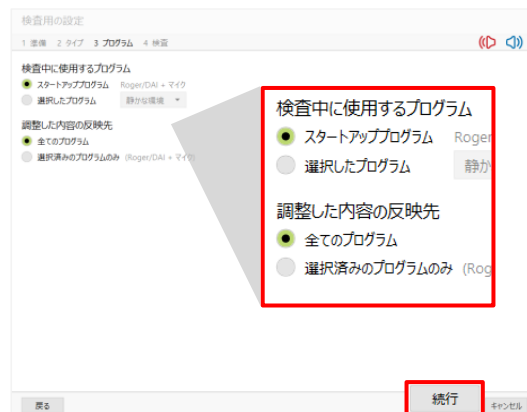 検査用の設定
1 準備 2 タイプ 3 プログラム 4 検査
検査中に使用するプログラム
スタートアッププログラム Roger/DAI + マイク
選択したプログラム 静かな環境
調整した内容の反映先
全てのプログラム
選択済みのプログラムのみ (Roger/DAI + マイク)
検査中に使用するプログラム
スタートアッププログラム Roger
選択したプログラム 静か
調整した内容の反映先
全てのプログラム
選択済みのプログラムのみ (Rog
戻る 続行 キャンセル